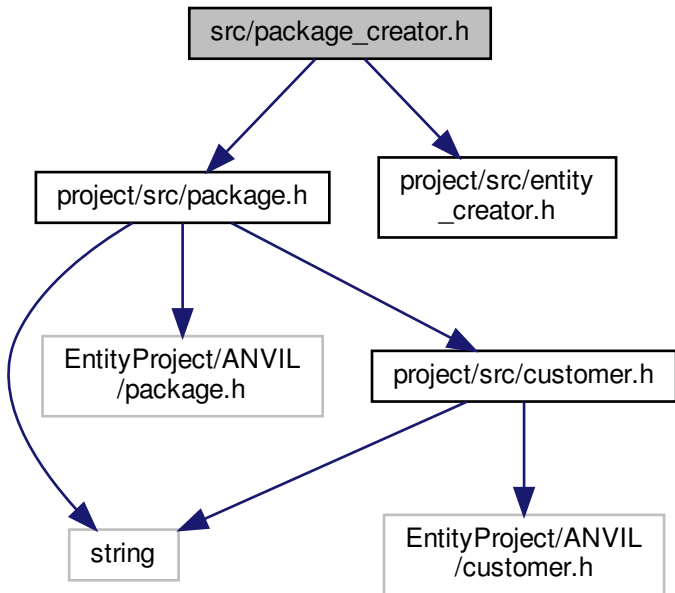 src/package_creator.h
project/src/package.h
project/src/entity
_creator.h
EntityProject/ANVIL
/package.h
project/src/customer.h
string
EntityProject/ANVIL
/customer.h